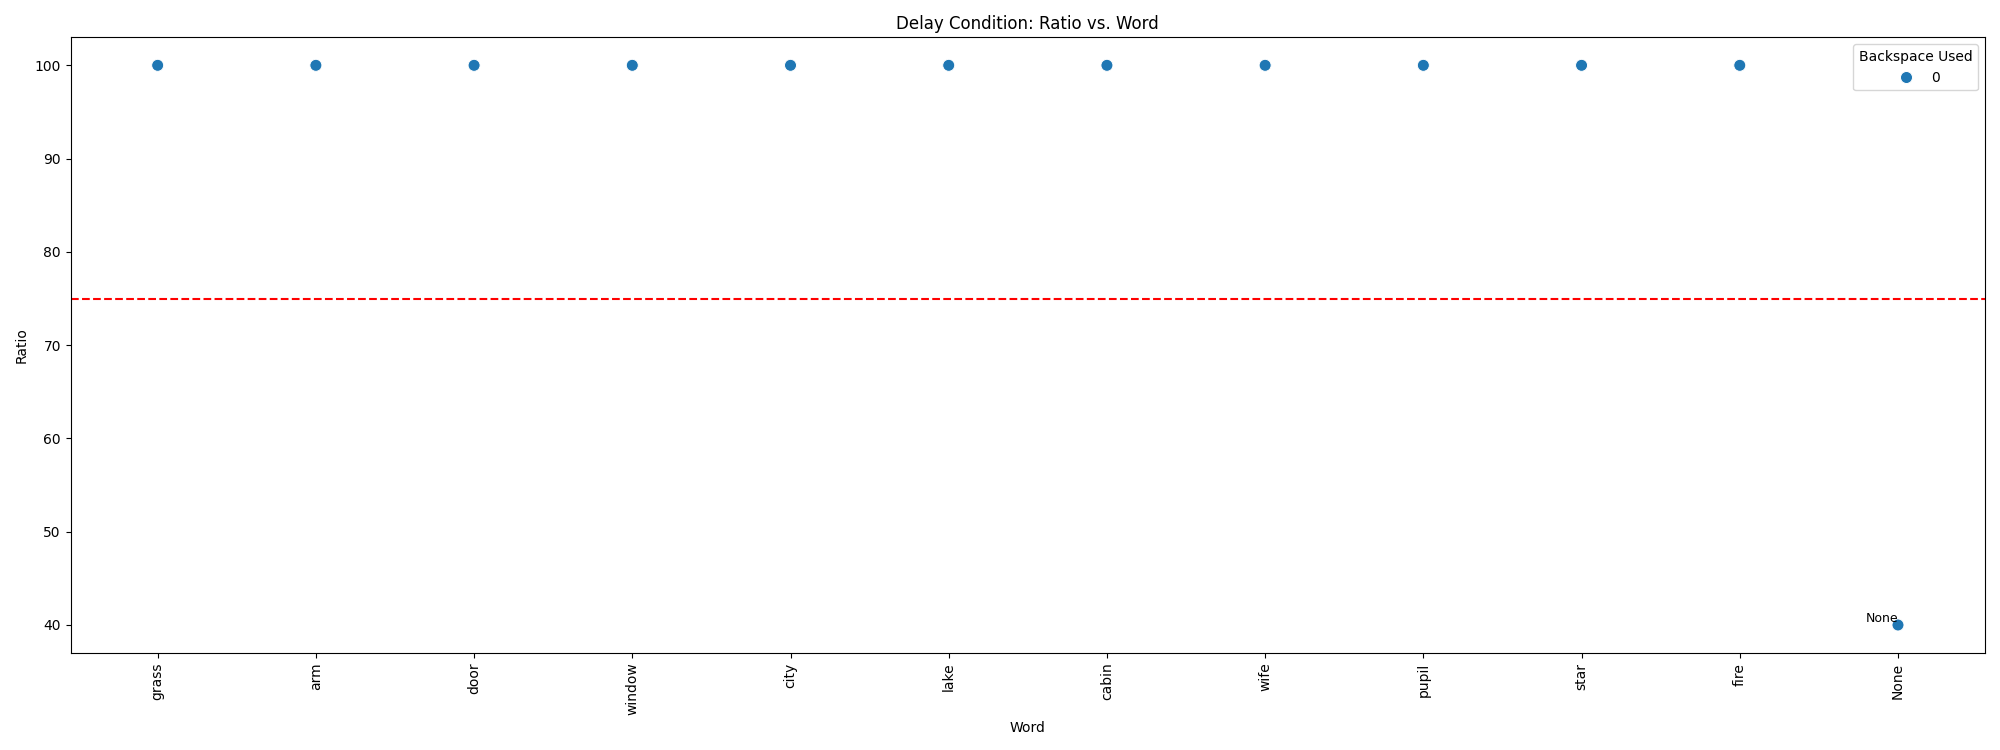 Delay Condition: Ratio vs. Word
Backspace Used
0
100
90
80
70
60
50
40
Ratio
None
grass
arm
door
window
city
lake
cabin
wife
pupil
star
fire
None
Word